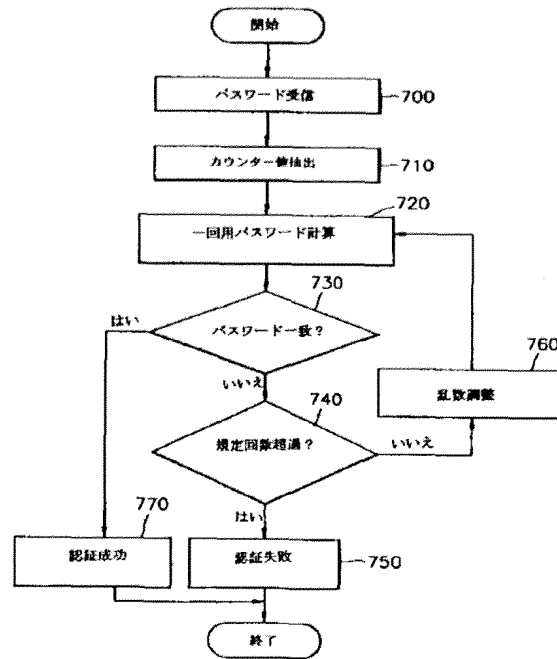 開始
パスワード受信
700
カウンター値抽出
710
720
一回用パスワード計算
730
はい
パスワード一致?
760
いいえ
乱数調整
740
規定回数超過?
いいえ
770
はい
認証成功
認証失敗
750
終了